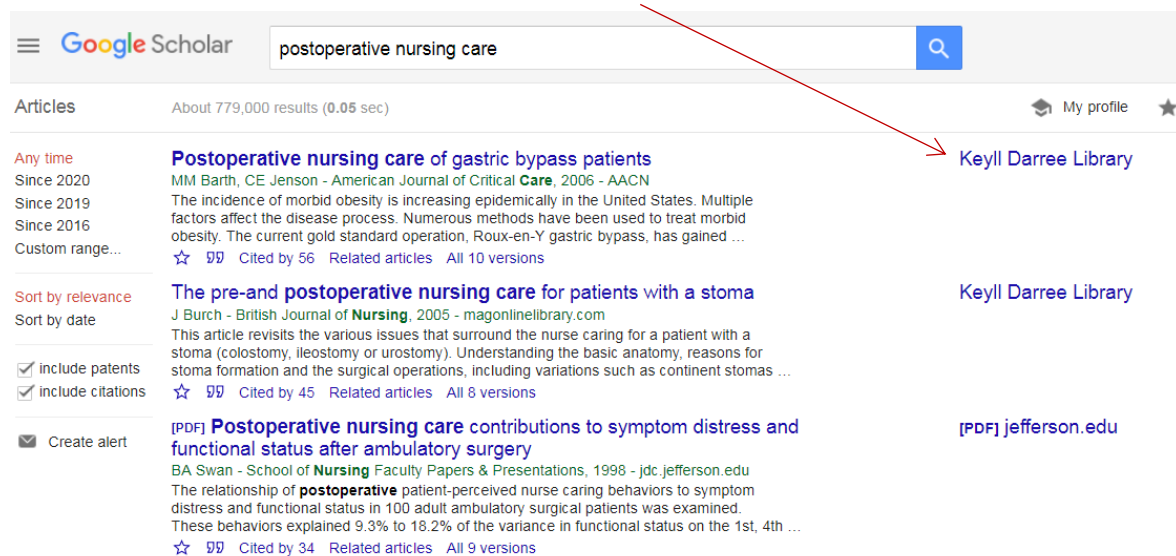 Google Scholar
postoperative nursing care
Articles
About 779,000 results (0.05 sec)
My profile
Any time
Since 2020
Since 2019
Since 2016
Custom range...
Sort by relevance
Sort by date
include patents
include citations
Create alert
Postoperative nursing care of gastric bypass patients
MM Barth, CE Jenson - American Journal of Critical Care, 2006 - AACN
The incidence of morbid obesity is increasing epidemically in the United States. Multiple
factors affect the disease process. Numerous methods have been used to treat morbid
obesity. The current gold standard operation, Roux-en-Y gastric bypass, has gained …
Cited by 56 Related articles All 10 versions
Keyll Darree Library
The pre-and postoperative nursing care for patients with a stoma
J Burch - British Journal of Nursing, 2005 - magonlinelibrary.com
This article revisits the various issues that surround the nurse caring for a patient with a
stoma (colostomy, ileostomy or urostomy). Understanding the basic anatomy, reasons for
stoma formation and the surgical operations, including variations such as continent stomas …
Cited by 45 Related articles All 8 versions
Keyll Darree Library
[PDF] Postoperative nursing care contributions to symptom distress and
functional status after ambulatory surgery
BA Swan - School of Nursing Faculty Papers & Presentations, 1998 - jdc.jefferson.edu
The relationship of postoperative patient-perceived nurse caring behaviors to symptom
distress and functional status in 100 adult ambulatory surgical patients was examined.
These behaviors explained 9.3% to 18.2% of the variance in functional status on the 1st, 4th …
Cited by 34 Related articles All 9 versions
[PDF] jefferson.edu